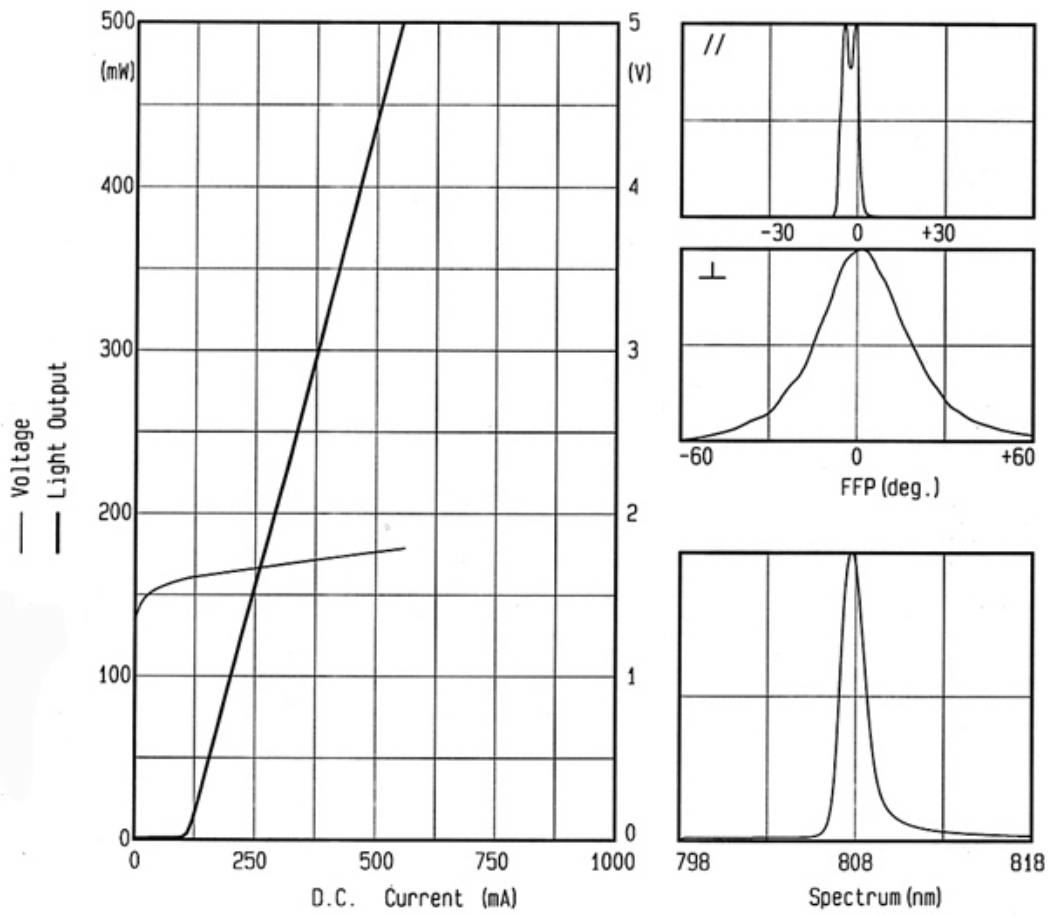 500
(mW)
400
300
200
100
0
5
(V)
4
3
2
1
0
0 250 500 750 1000
D.C. Current (mA)
Voltage
Light Output
//
-30 0 +30
⊥
-60 0 +60
FFP (deg.)
798 808 818
Spectrum (nm)